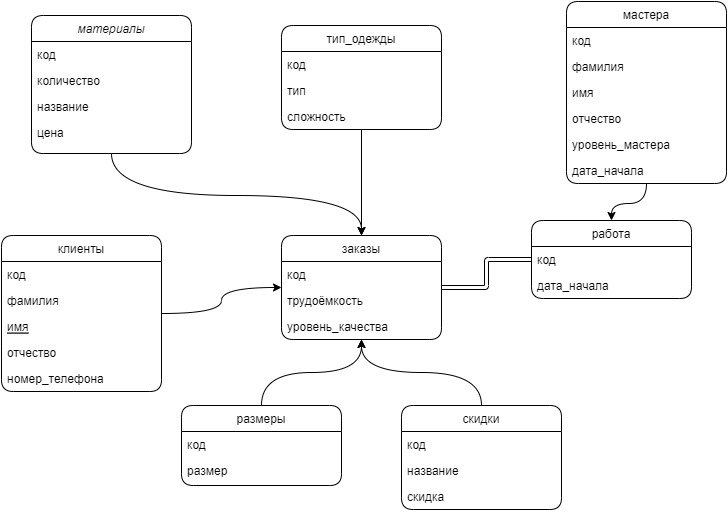 материалы
код
количество
название
цена
тип_одежды
код
тип
сложность
мастера
код
фамилия
имя
отчество
уровень_мастера
дата_начала
клиенты
код
фамилия
имя
отчество
номер_телефона
заказы
код
трудоёмкость
уровень_качества
работа
код
дата_начала
размеры
код
размер
скидки
код
название
скидка